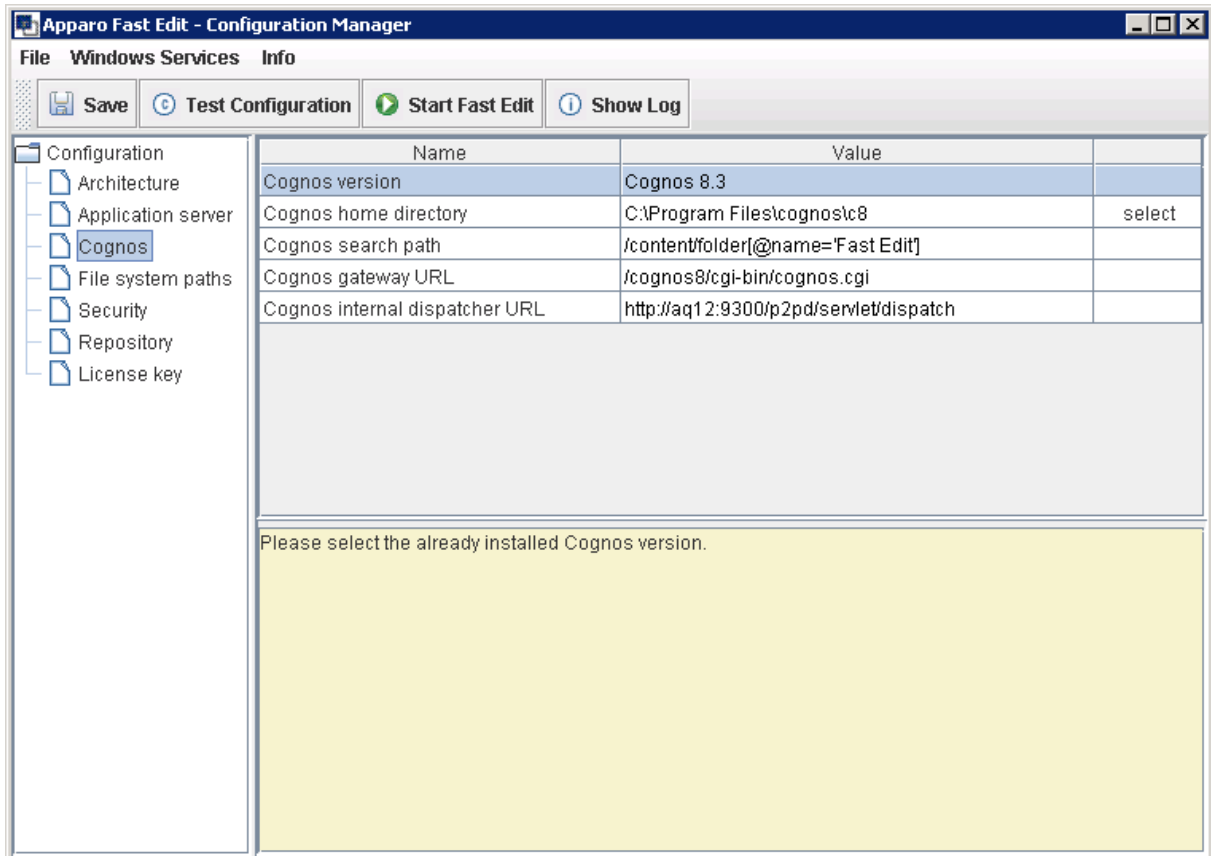 Apparo Fast Edit - Configuration Manager
File Windows Services Info
Save Test Configuration Start Fast Edit Show Log
Configuration
Architecture
Application server
Cognos
File system paths
Security
Repository
License key
Name Value
Cognos version Cognos 8.3
Cognos home directory C:\Program Files\cognos\c8 select
Cognos search path /content/folder[@name='Fast Edit']
Cognos gateway URL /cognos8/cgi-bin/cognos.cgi
Cognos internal dispatcher URL http://aq12:9300/p2pd/servlet/dispatch
Please select the already installed Cognos version.